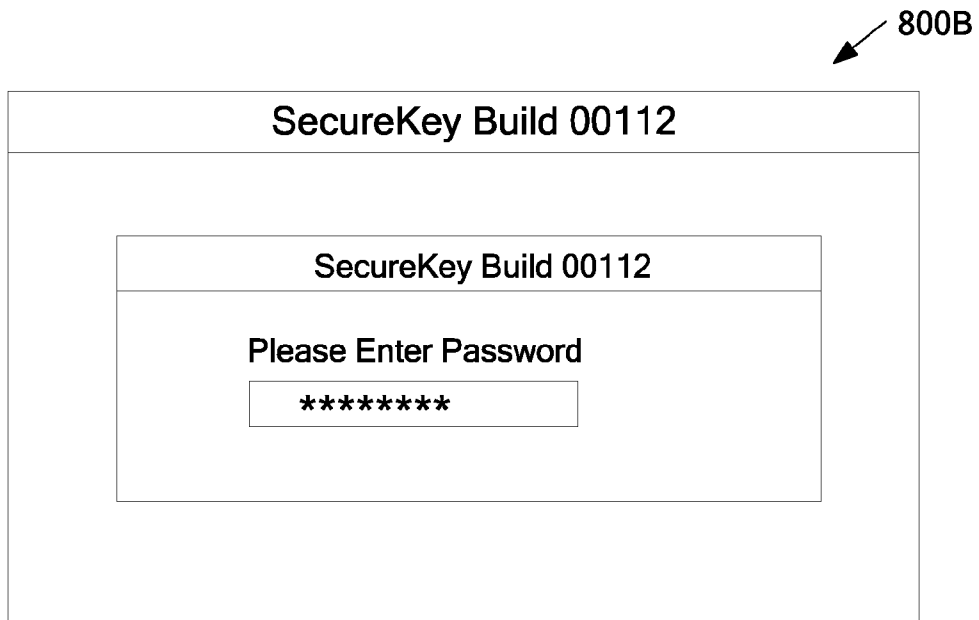 800B
SecureKey Build 00112
SecureKey Build 00112
Please Enter Password
********